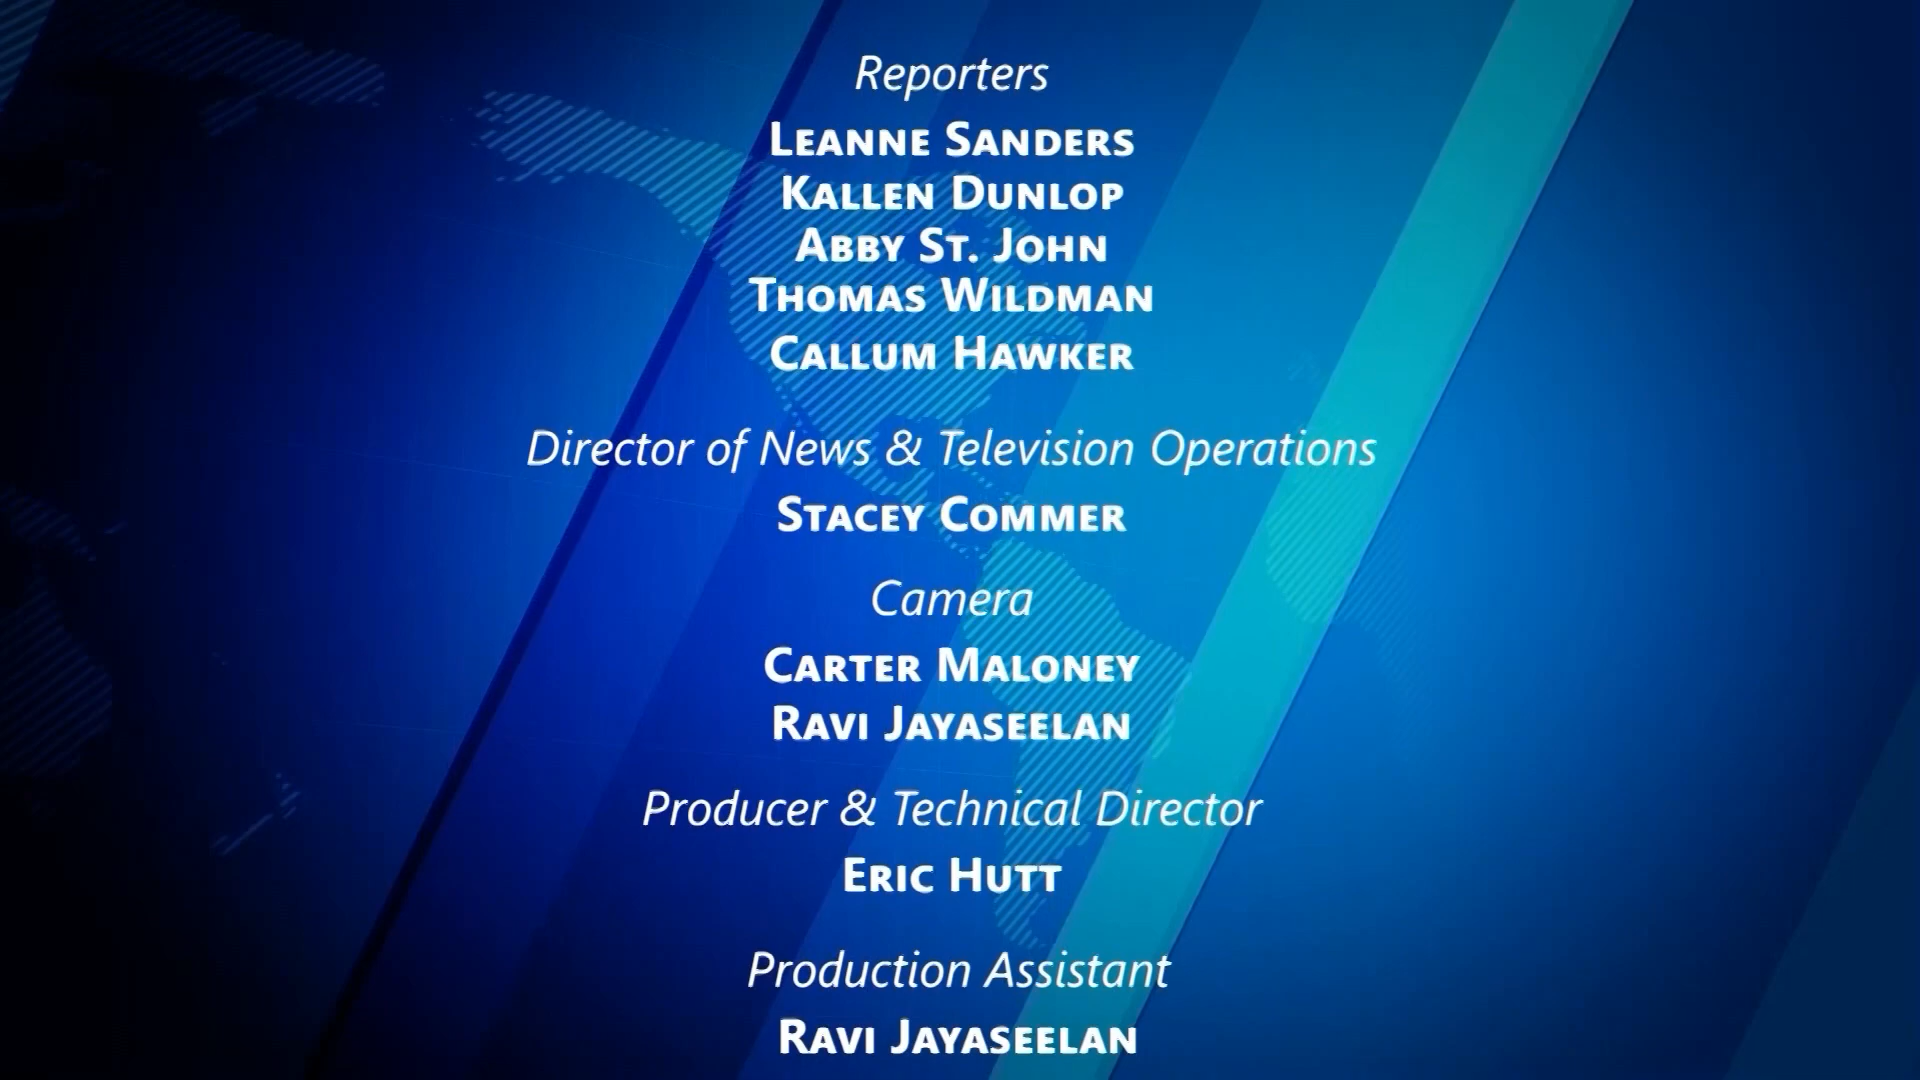 Reporters
LEANNE SANDERS
KALLEN DUNLOP
ABBY ST. JOHN
THOMAS WILDMAN
CALLUM HAWKER
Director of News & Television Operations
STACEY COMMER
Camera
CARTER MALONEY
RAVI JAYASEELAN
Producer & Technical Director
ERIC HUTT
Production Assistant
RAVI JAYASEELAN